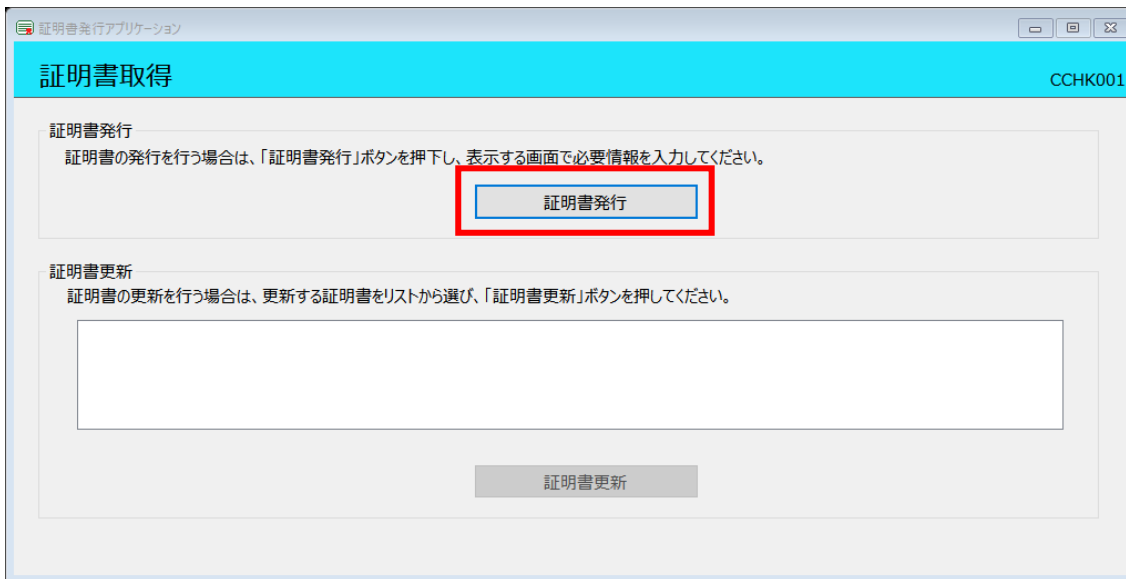 証明書発行アプリケーション
証明書取得
CCHK001
証明書発行
証明書の発行を行う場合は、「証明書発行」ボタンを押下し、表示する画面で必要情報を入力してください。
証明書発行
証明書更新
証明書の更新を行う場合は、更新する証明書をリストから選び、「証明書更新」ボタンを押してください。
証明書更新